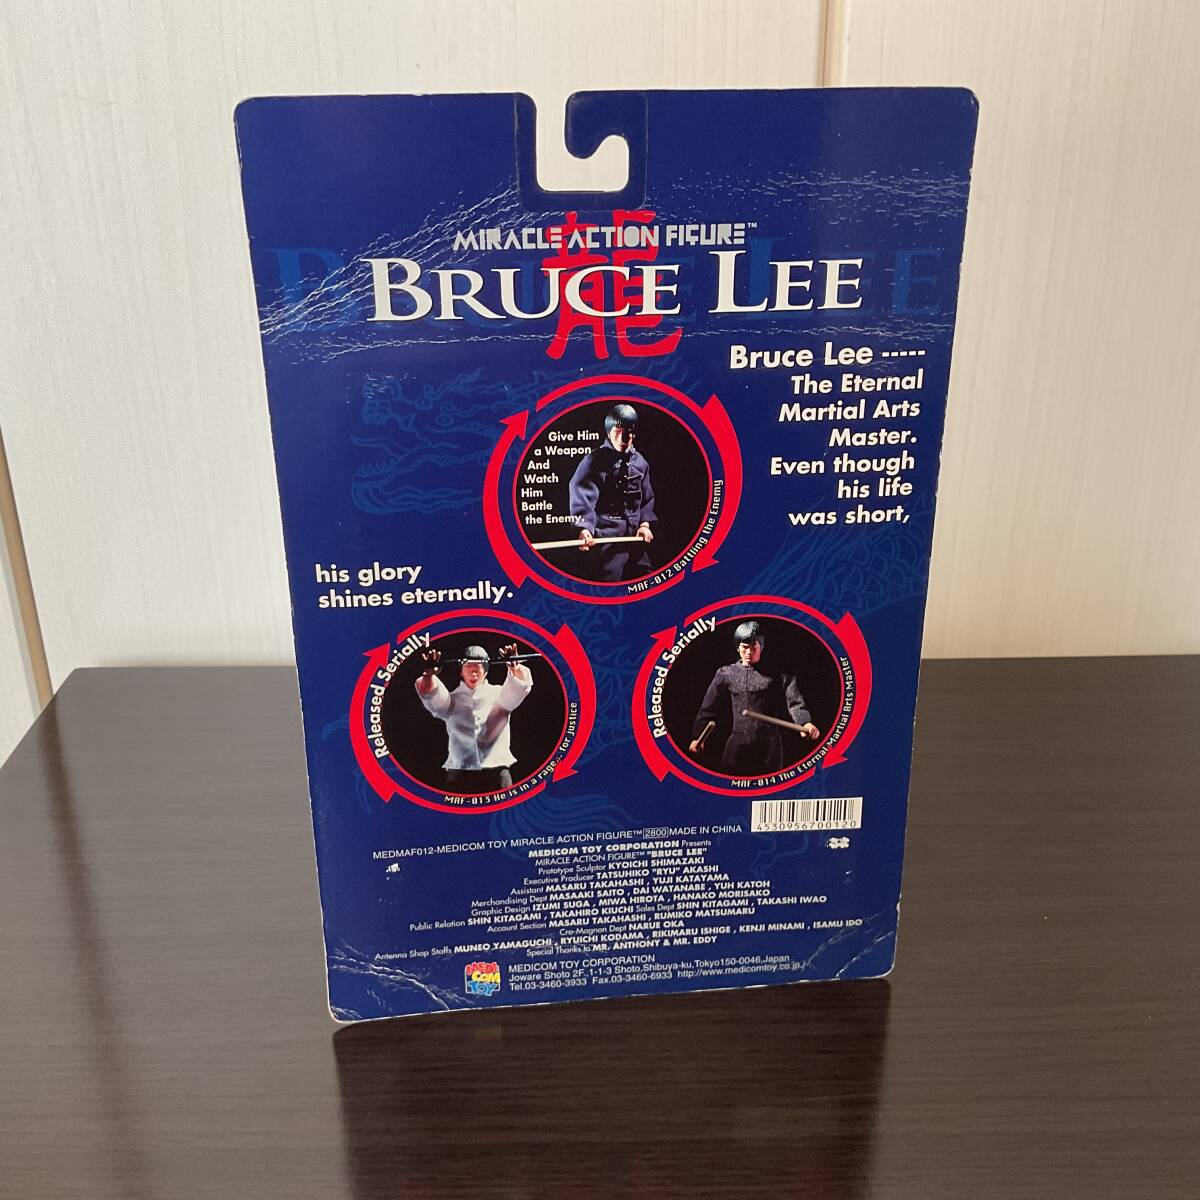 MIRACLE ACTION FIGURE™
龍
BRUCE LEE
Bruce Lee -----
The Eternal
Martial Arts
Master.
Even though
his life
was short,
his glory
shines eternally.
Give Him
a Weapon
And
Watch
Him
Battle
the Enemy.
MAF-012 Battling the Enemy
Released Serially
MAF-013 He is in a rage... for justice
Released Serially
MAF-014 The Eternal Martial Arts Master
4530956700120
MEDMAF012-MEDICOM TOY MIRACLE ACTION FIGURE™ 2800 MADE IN CHINA
MEDICOM TOY CORPORATION Presents
MIRACLE ACTION FIGURE™ "BRUCE LEE"
Prototype Sculptor KYOICHI SHIMAZAKI
Executive Producer TATSUHIKO "RYU" AKASHI
Assistant MASARU TAKAHASHI, YUJI KATAYAMA
Merchandising Dept MASAAKI SAITO, DAI WATANABE, YUH KATOH
Graphic Design IZUMI SUGA, MIWA HIROTA, HANAKO MORISAKO
Public Relation SHIN KITAGAMI, TAKAHIRO KIUCHI Sales Dept SHIN KITAGAMI, TAKASHI IWAO
Account Section MASARU TAKAHASHI, RUMIKO MATSUMARU
Cro-Magnon Dept NARUE OKA
Antenna Shop Staffs MUNEO YAMAGUCHI, RYUICHI KODAMA, RIKIMARU ISHIGE, KENJI MINAMI, ISAMU IDO
Special Thanks to MR. ANTHONY & MR. EDDY
MEDI
COM
TOY
MEDICOM TOY CORPORATION
Joware Shoto 2F.,1-1-3 Shoto,Shibuya-ku,Tokyo150-0046,Japan
Tel.03-3460-3933 Fax.03-3460-6933 http://www.medicomtoy.co.jp/